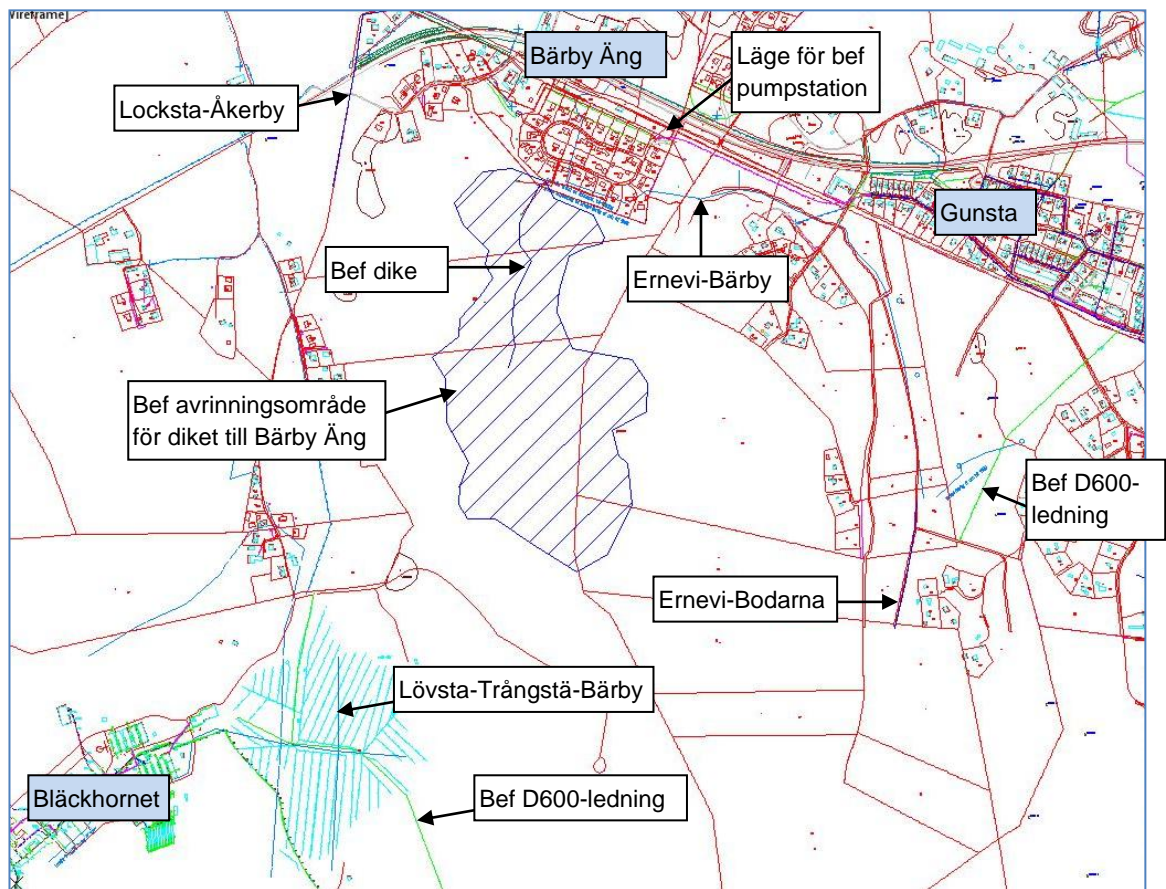 Wireframe]
Bärby Äng
Läge för bef
pumpstation
Locksta-Åkerby
Gunsta
Bef dike
Ernevi-Bärby
Bef avrinningsområde
för diket till Bärby Äng
Bef D600-
ledning
Ernevi-Bodarna
Lövsta-Trångstä-Bärby
Bef D600-ledning
Bläckhornet